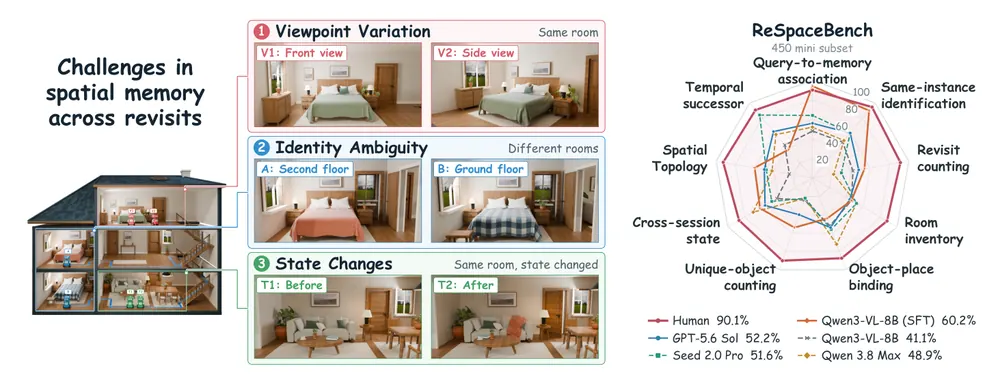 Challenges in
spatial memory
across revisits
1 Viewpoint Variation
Same room
V1: Front view
V2: Side view
2 Identity Ambiguity
Different rooms
A: Second floor
B: Ground floor
3 State Changes
Same room, state changed
T1: Before
T2: After
ReSpaceBench
450 mini subset
Query-to-memory
association
Same-instance
identification
Revisit
counting
Room
inventory
Object-place
binding
Unique-object
counting
Cross-session
state
Spatial
Topology
Temporal
successor
100
80
60
40
20
Human 90.1%
GPT-5.6 Sol 52.2%
Seed 2.0 Pro 51.6%
Qwen3-VL-8B (SFT) 60.2%
Qwen3-VL-8B 41.1%
Qwen 3.8 Max 48.9%